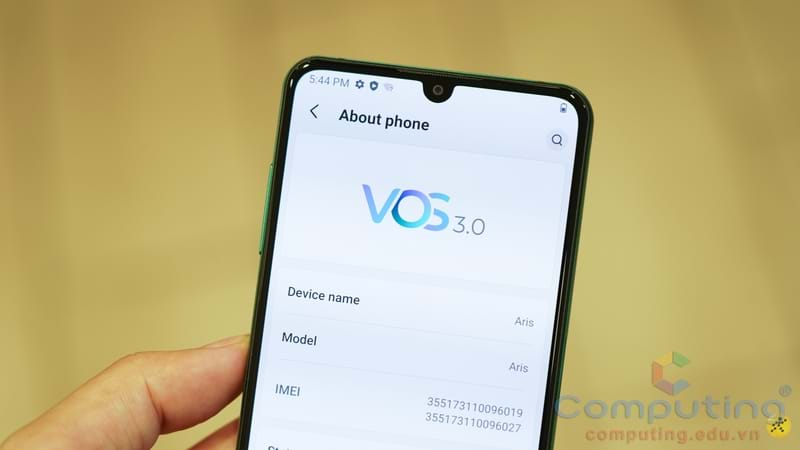 5:44 PM
About phone
VOS 3.0
Device name
Aris
Model
Aris
IMEI
355173110096019
355173110096027
Computing®
computing.edu.vn